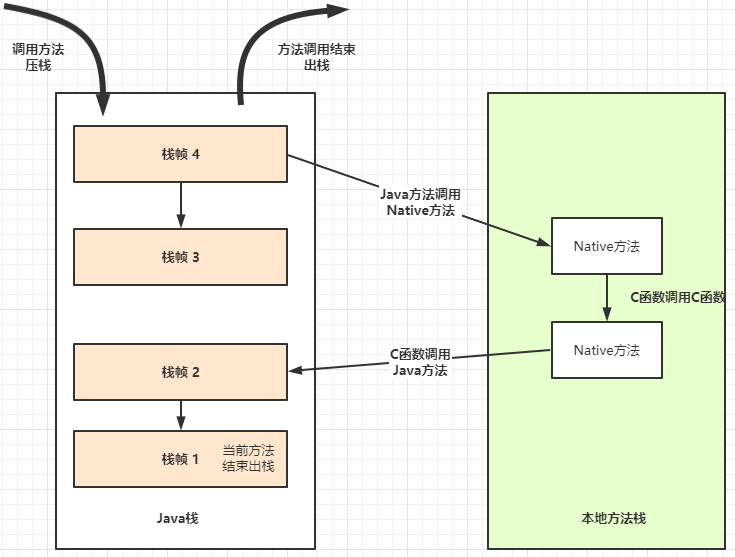 调用方法
压栈
方法调用结束
出栈
栈帧 4
Java方法调用
Native方法
栈帧 3
Native方法
C函数调用C函数
栈帧 2
C函数调用
Java方法
Native方法
栈帧 1
当前方法
结束出栈
Java栈
本地方法栈